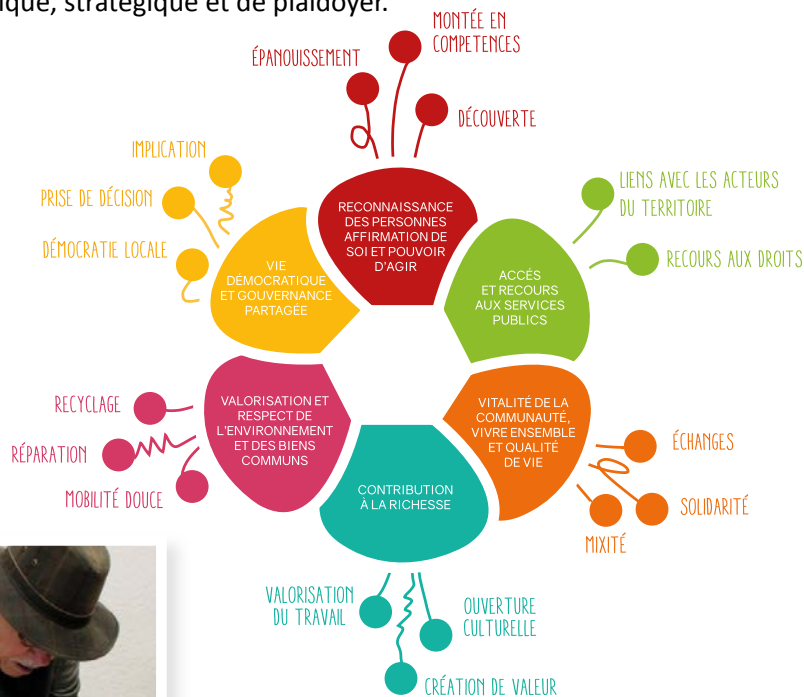 ique, stratégique et de plaidoyer.
MONTÉE EN
COMPETENCES
ÉPANOUISSEMENT
DÉCOUVERTE
RECONNAISSANCE
DES PERSONNES
AFFIRMATION DE
SOI ET POUVOIR
D'AGIR
LIENS AVEC LES ACTEURS
DU TERRITOIRE
RECOURS AUX DROITS
ACCÉS
ET RECOURS
AUX SERVICES
PUBLICS
IMPLICATION
PRISE DE DÉCISION
DÉMOCRATIE LOCALE
VIE
DÉMOCRATIQUE
ET GOUVERNANCE
PARTAGÉE
RECYCLAGE
RÉPARATION
MOBILITÉ DOUCE
VALORISATION ET
RESPECT DE
L'ENVIRONNEMENT
ET DES BIENS
COMMUNS
VITALITÉ DE LA
COMMUNAUTÉ,
VIVRE ENSEMBLE
ET QUALITÉ
DE VIE
ÉCHANGES
SOLIDARITÉ
MIXITÉ
CONTRIBUTION
À LA RICHESSE
VALORISATION
DU TRAVAIL
OUVERTURE
CULTURELLE
CRÉATION DE VALEUR